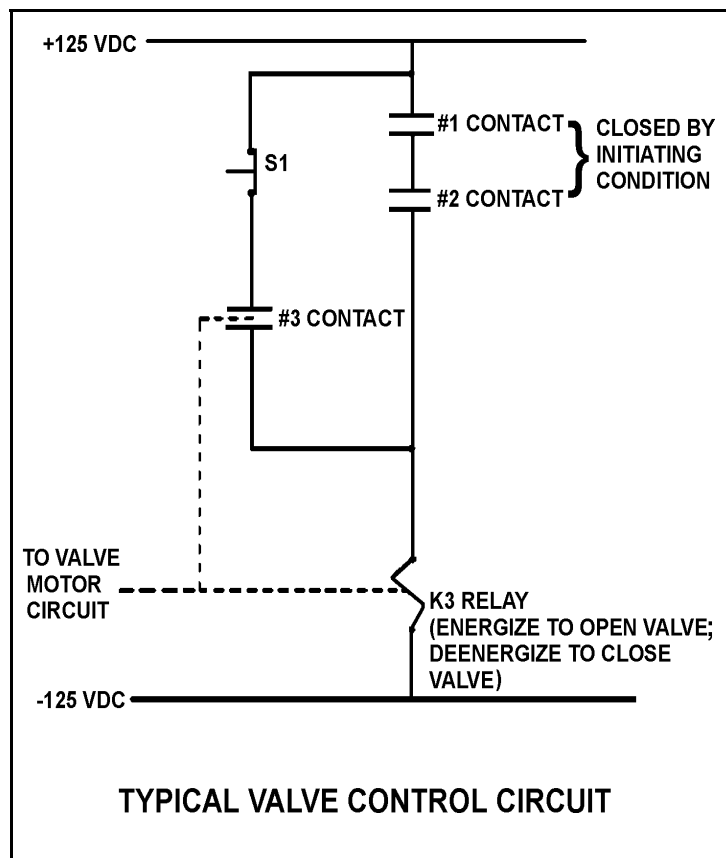 +125 VDC
#1 CONTACT
#2 CONTACT
CLOSED BY
INITIATING
CONDITION
S1
#3 CONTACT
TO VALVE
MOTOR
CIRCUIT
K3 RELAY
(ENERGIZE TO OPEN VALVE;
DEENERGIZE TO CLOSE
VALVE)
-125 VDC
TYPICAL VALVE CONTROL CIRCUIT